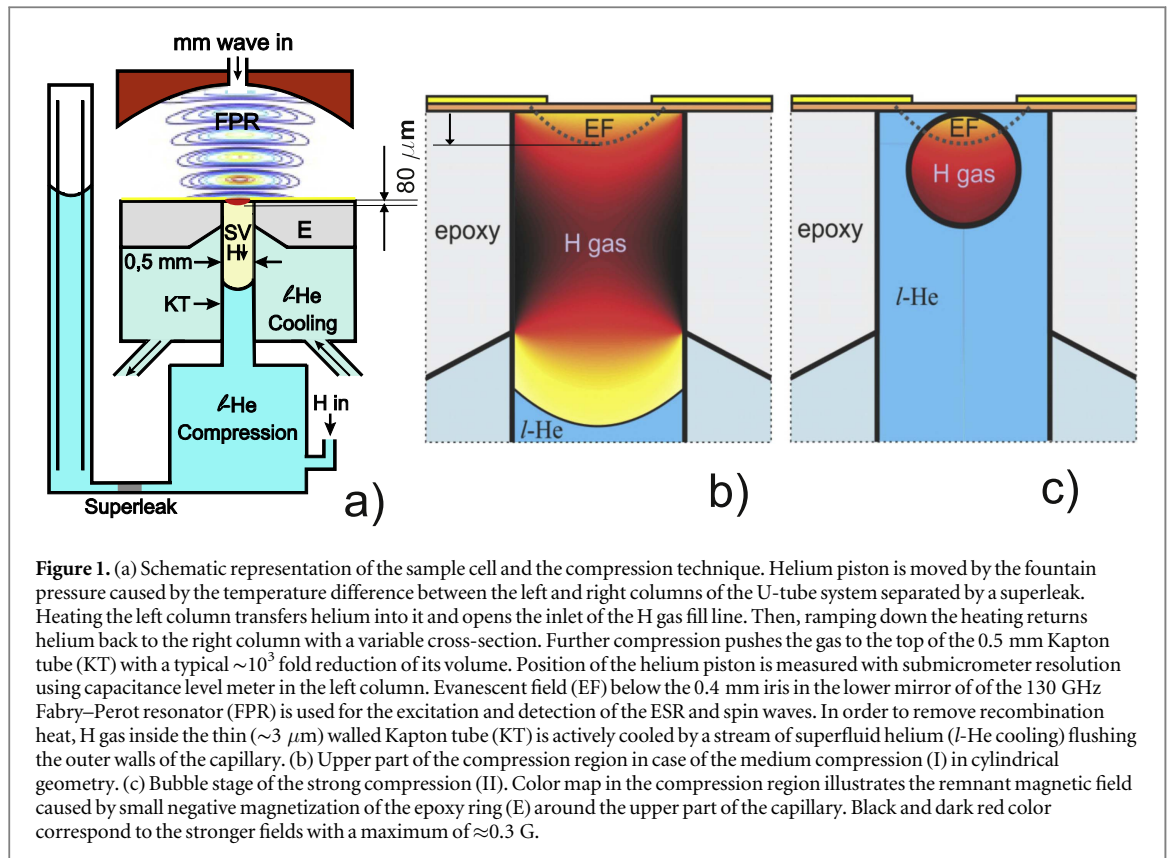 mm wave in
FPR
80 μm
SV
H
E
0,5 mm
KT
ℓ-He
Cooling
ℓ-He
Compression
H in
Superleak
a)
EF
epoxy
H gas
l-He
b)
EF
H gas
epoxy
l-He
c)
Figure 1. (a) Schematic representation of the sample cell and the compression technique. Helium piston is moved by the fountain
pressure caused by the temperature difference between the left and right columns of the U-tube system separated by a superleak.
Heating the left column transfers helium into it and opens the inlet of the H gas fill line. Then, ramping down the heating returns
helium back to the right column with a variable cross-section. Further compression pushes the gas to the top of the 0.5 mm Kapton
tube (KT) with a typical ~10³ fold reduction of its volume. Position of the helium piston is measured with submicrometer resolution
using capacitance level meter in the left column. Evanescent field (EF) below the 0.4 mm iris in the lower mirror of of the 130 GHz
Fabry–Perot resonator (FPR) is used for the excitation and detection of the ESR and spin waves. In order to remove recombination
heat, H gas inside the thin (~3 μm) walled Kapton tube (KT) is actively cooled by a stream of superfluid helium (l-He cooling) flushing
the outer walls of the capillary. (b) Upper part of the compression region in case of the medium compression (I) in cylindrical
geometry. (c) Bubble stage of the strong compression (II). Color map in the compression region illustrates the remnant magnetic field
caused by small negative magnetization of the epoxy ring (E) around the upper part of the capillary. Black and dark red color
correspond to the stronger fields with a maximum of ≈0.3 G.